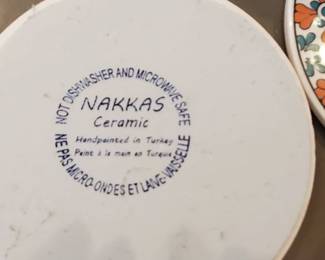 NOT DISHWASHER AND MICROWAVE SAFE
NAKKAS
Ceramic
Handpainted in Turkey
Peint à la main en Turquie
NE PAS MICRO-ONDES ET LAVE-VAISSELLE